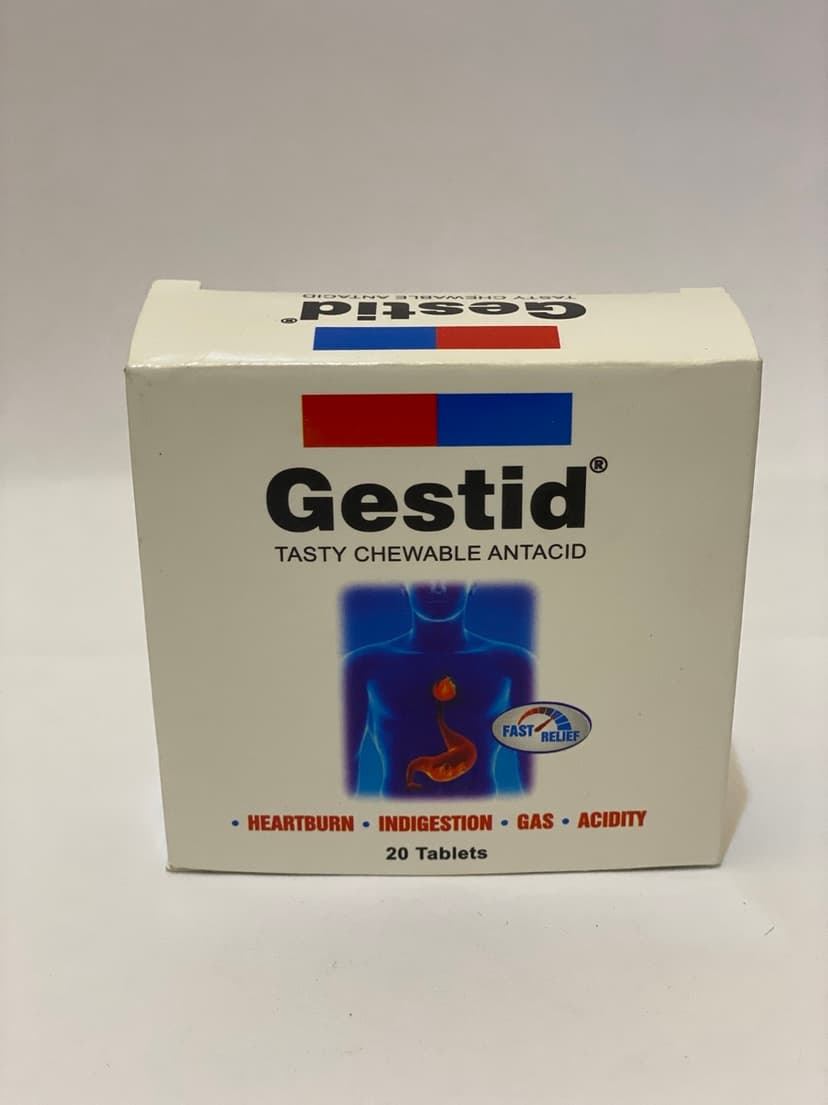 TASTY CHEWABLE ANTACID
Gestid®
Gestid®
TASTY CHEWABLE ANTACID
FAST RELIEF
• HEARTBURN • INDIGESTION • GAS • ACIDITY
20 Tablets